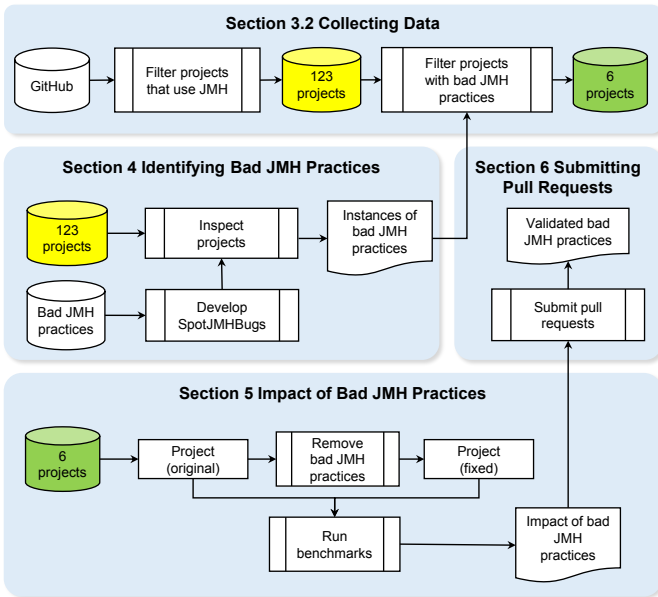 Section 3.2 Collecting Data
GitHub
Filter projects
that use JMH
123
projects
Filter projects
with bad JMH
practices
6
projects
Section 4 Identifying Bad JMH Practices
123
projects
Inspect
projects
Instances of
bad JMH
practices
Bad JMH
practices
Develop
SpotJMHBugs
Section 6 Submitting
Pull Requests
Validated bad
JMH practices
Submit pull
requests
Section 5 Impact of Bad JMH Practices
6
projects
Project
(original)
Remove
bad JMH
practices
Project
(fixed)
Run
benchmarks
Impact of bad
JMH
practices